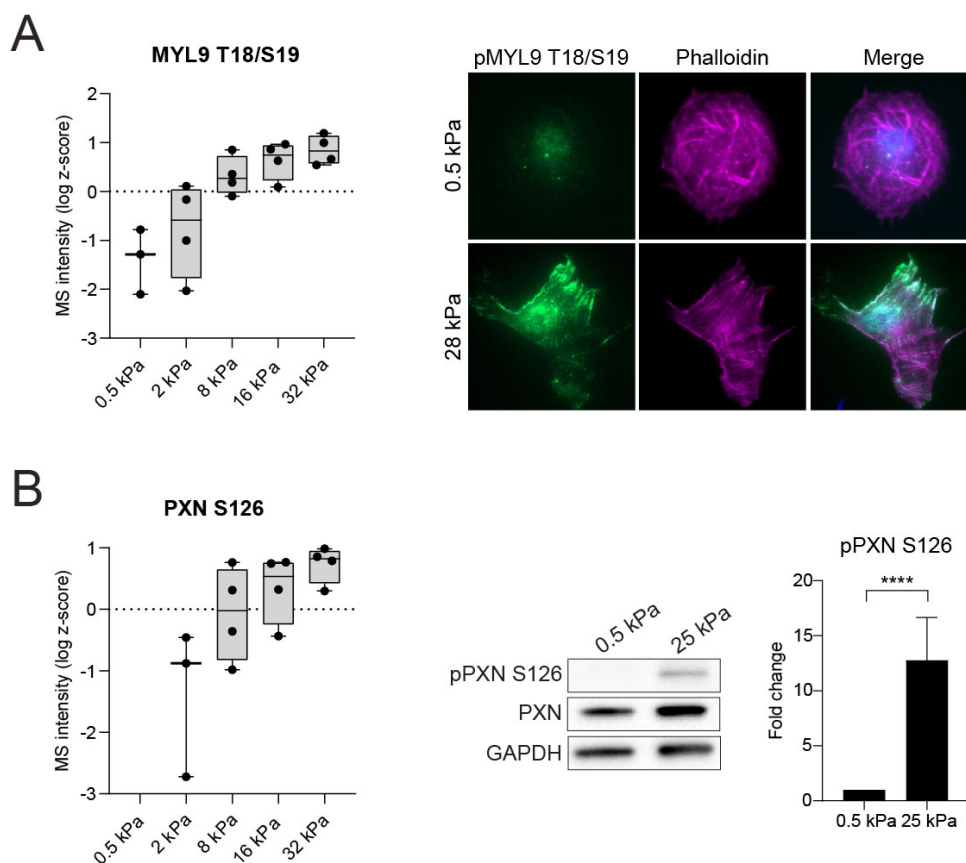 A
MYL9 T18/S19
MS intensity (log z-score)
2
1
0
-1
-2
-3
0.5 kPa
2 kPa
8 kPa
16 kPa
32 kPa
pMYL9 T18/S19
Phalloidin
Merge
0.5 kPa
28 kPa
B
PXN S126
MS intensity (log z-score)
1
0
-1
-2
-3
0.5 kPa
2 kPa
8 kPa
16 kPa
32 kPa
0.5 kPa
25 kPa
pPXN S126
PXN
GAPDH
pPXN S126
****
Fold change
20
15
10
5
0
0.5 kPa
25 kPa